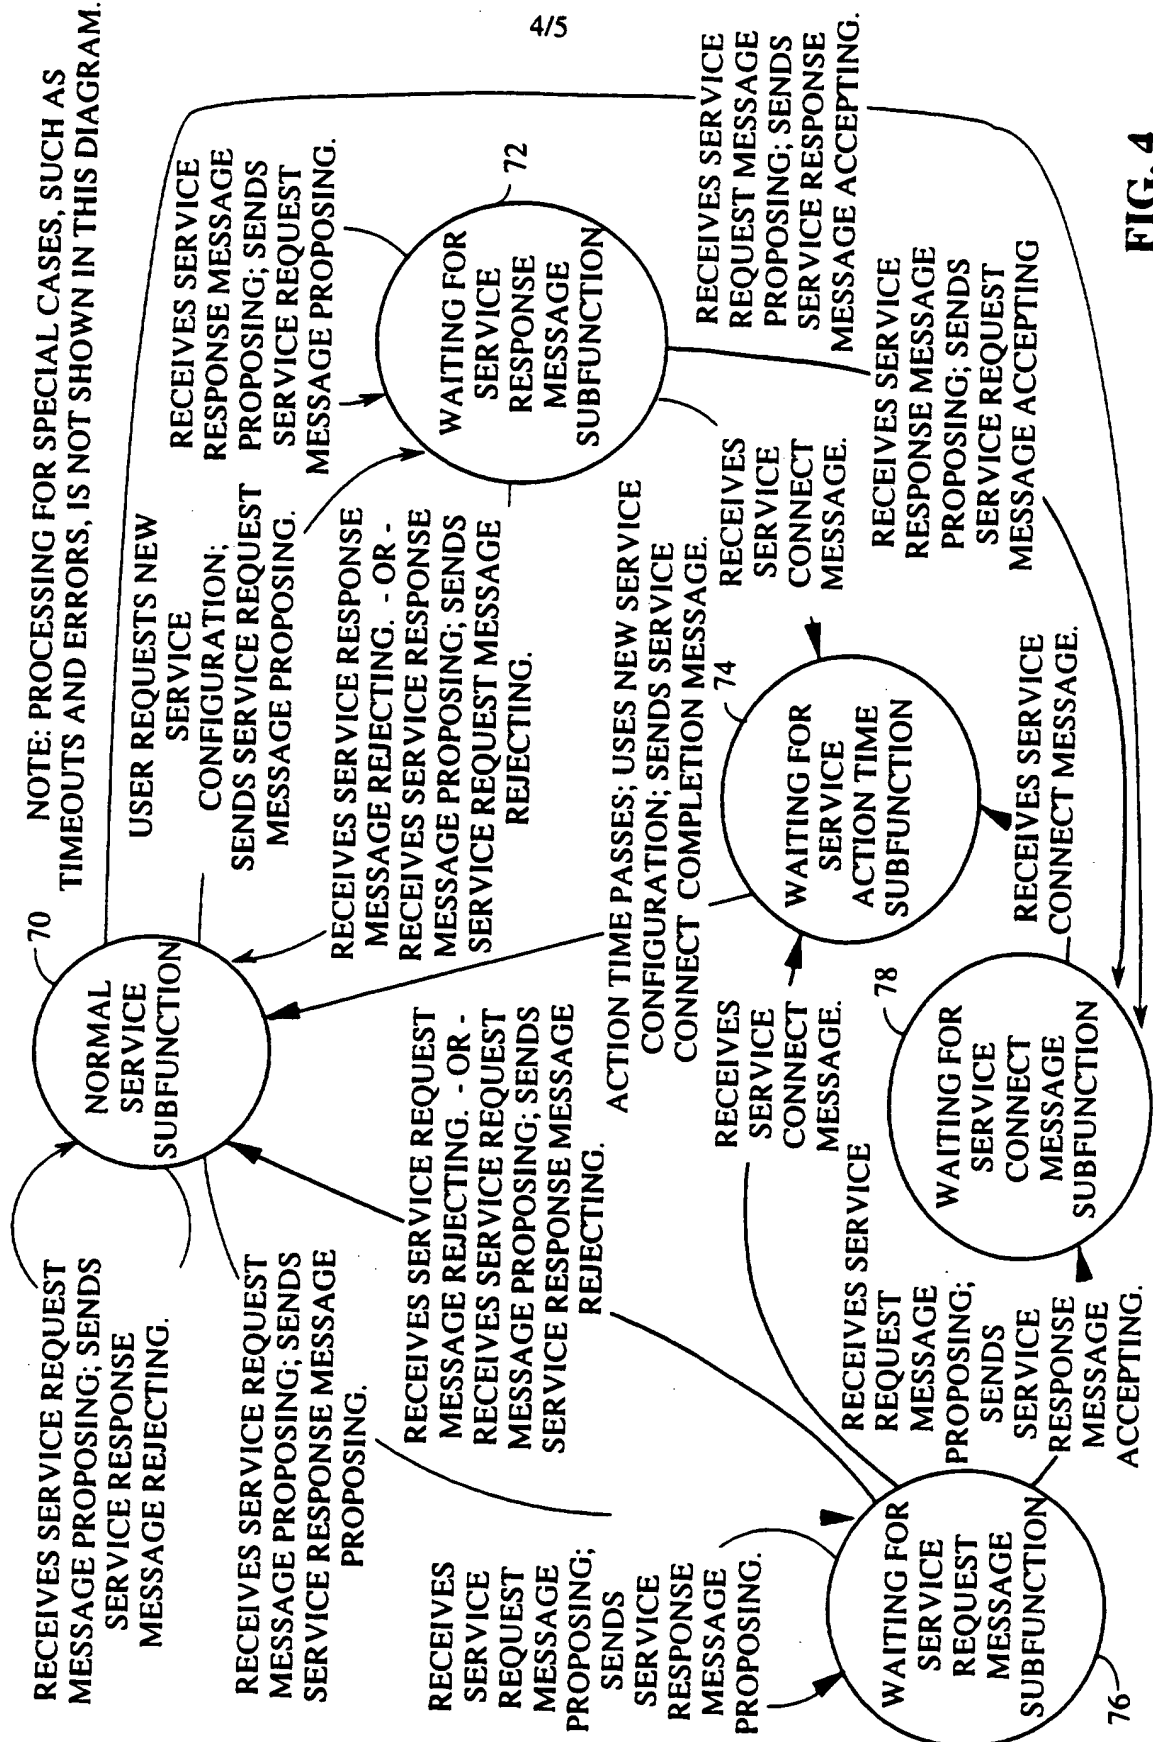 4/5
NOTE: PROCESSING FOR SPECIAL CASES, SUCH AS
TIMEOUTS AND ERRORS, IS NOT SHOWN IN THIS DIAGRAM.
RECEIVES SERVICE REQUEST
MESSAGE PROPOSING; SENDS
SERVICE RESPONSE
MESSAGE REJECTING.
70
NORMAL
SERVICE
SUBFUNCTION
USER REQUESTS NEW
SERVICE
CONFIGURATION;
SENDS SERVICE REQUEST
MESSAGE PROPOSING.
RECEIVES SERVICE
RESPONSE MESSAGE
PROPOSING; SENDS
SERVICE REQUEST
MESSAGE PROPOSING.
RECEIVES SERVICE REQUEST
MESSAGE PROPOSING; SENDS
SERVICE RESPONSE MESSAGE
PROPOSING.
RECEIVES SERVICE RESPONSE
MESSAGE REJECTING. - OR -
RECEIVES SERVICE RESPONSE
MESSAGE PROPOSING; SENDS
SERVICE REQUEST MESSAGE
REJECTING.
72
WAITING FOR
SERVICE
RESPONSE
MESSAGE
SUBFUNCTION
RECEIVES SERVICE REQUEST
MESSAGE REJECTING. - OR -
RECEIVES SERVICE REQUEST
MESSAGE PROPOSING; SENDS
SERVICE RESPONSE MESSAGE
REJECTING.
ACTION TIME PASSES; USES NEW SERVICE
CONFIGURATION; SENDS SERVICE
CONNECT COMPLETION MESSAGE.
RECEIVES
SERVICE
REQUEST
MESSAGE
PROPOSING;
SENDS
SERVICE
RESPONSE
MESSAGE
PROPOSING.
RECEIVES
SERVICE
CONNECT
MESSAGE.
74
WAITING FOR
SERVICE
ACTION TIME
SUBFUNCTION
RECEIVES
SERVICE
CONNECT
MESSAGE.
RECEIVES SERVICE
REQUEST MESSAGE
PROPOSING; SENDS
SERVICE RESPONSE
MESSAGE ACCEPTING.
RECEIVES SERVICE
RESPONSE MESSAGE
PROPOSING; SENDS
SERVICE REQUEST
MESSAGE ACCEPTING
76
WAITING FOR
SERVICE
REQUEST
MESSAGE
SUBFUNCTION
RECEIVES SERVICE
REQUEST
MESSAGE
PROPOSING;
SENDS
SERVICE
RESPONSE
MESSAGE
ACCEPTING.
78
WAITING FOR
SERVICE
CONNECT
MESSAGE
SUBFUNCTION
RECEIVES SERVICE
CONNECT MESSAGE.
FIG. 4